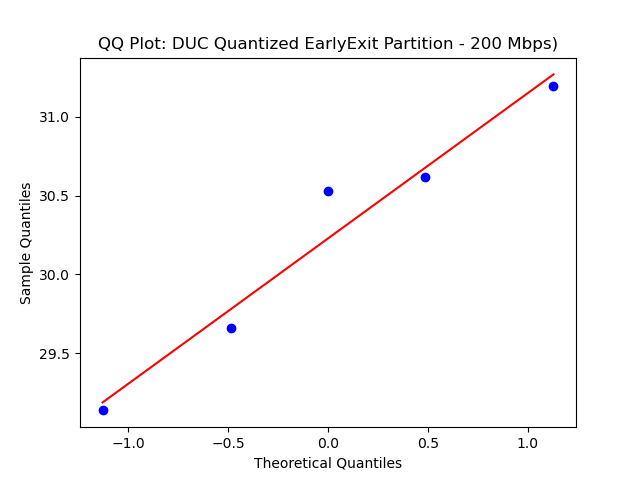 QQ Plot: DUC Quantized EarlyExit Partition - 200 Mbps)
31.0
30.5
30.0
29.5
Sample Quantiles
−1.0 −0.5 0.0 0.5 1.0
Theoretical Quantiles